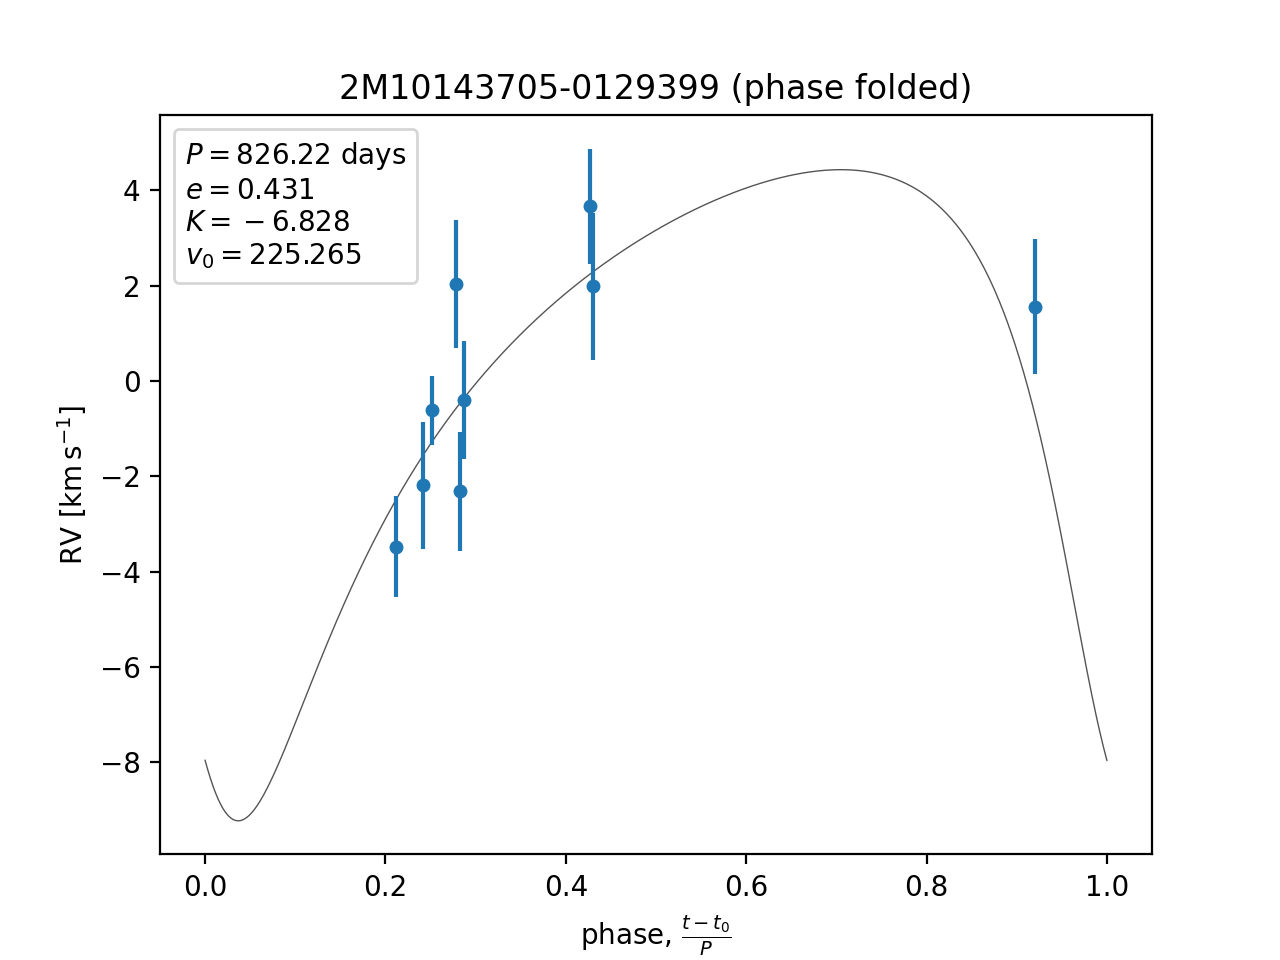 2M10143705-0129399 (phase folded)
P = 826.22 days
e = 0.431
K = − 6.828
v₀ = 225.265
4
2
0
−2
−4
−6
−8
RV [km s⁻¹]
0.0 0.2 0.4 0.6 0.8 1.0
phase, (t − t₀)/P